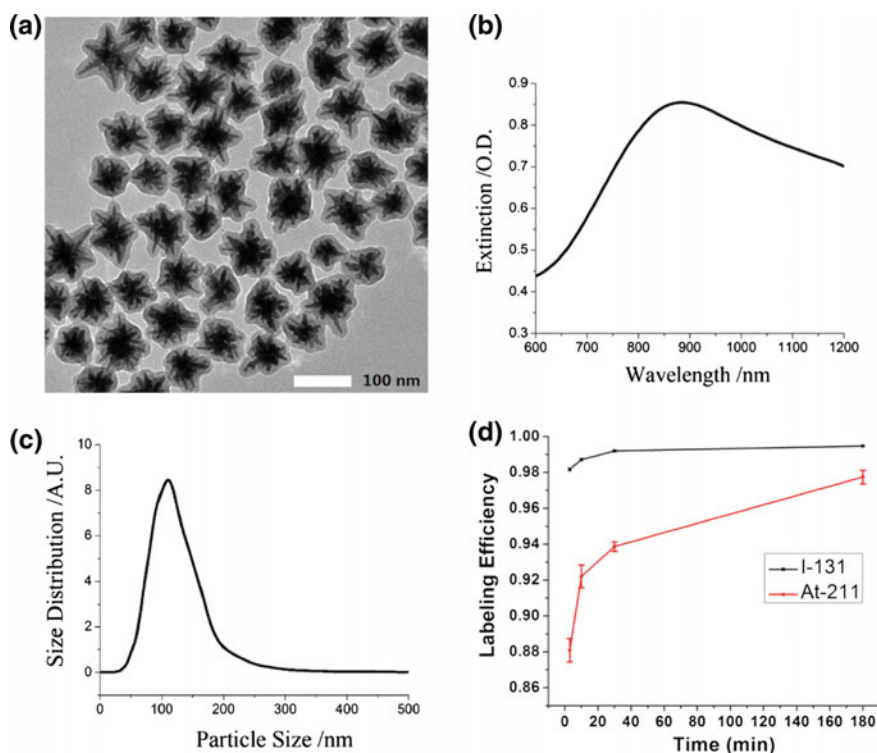 (a)
100 nm
(b)
Extinction /O.D.
0.9
0.8
0.7
0.6
0.5
0.4
0.3
600 700 800 900 1000 1100 1200
Wavelength /nm
(c)
Size Distribution /A.U.
10
8
6
4
2
0
0 100 200 300 400 500
Particle Size /nm
(d)
Labeling Efficiency
1.00
0.98
0.96
0.94
0.92
0.90
0.88
0.86
I-131
At-211
0 20 40 60 80 100 120 140 160 180
Time (min)